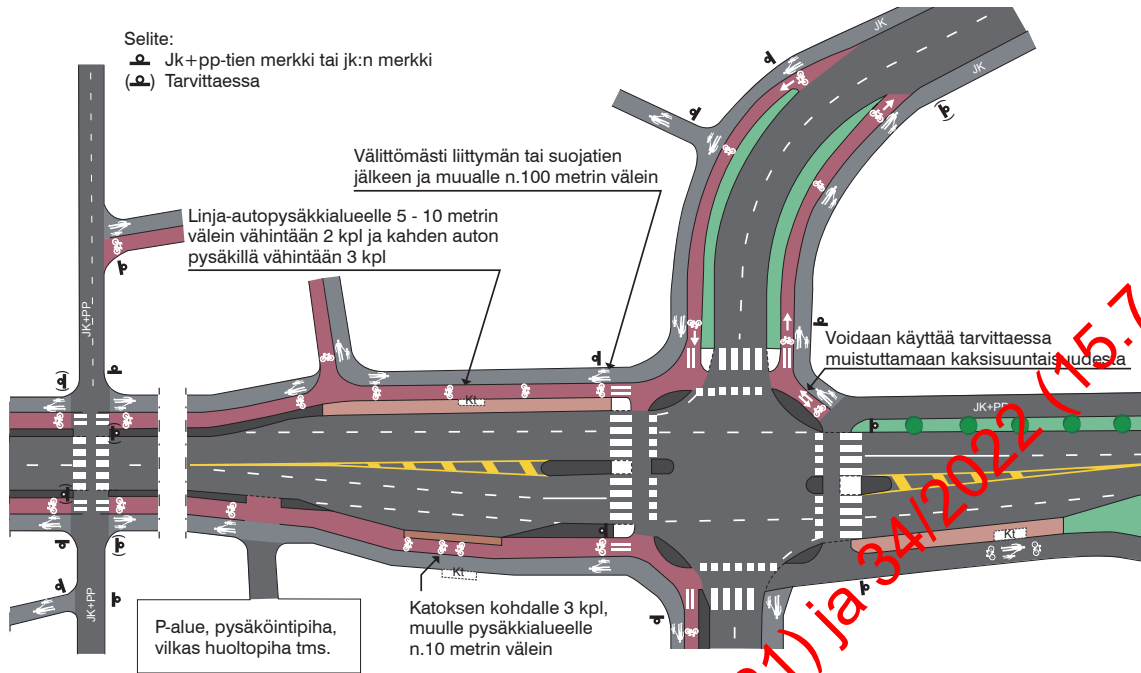 Selite:
Jk+pp-tien merkki tai jk:n merkki
( ) Tarvittaessa
JK
JK
Välittömästi liittymän tai suojatien
jälkeen ja muualle n.100 metrin välein
Linja-autopysäkkialueelle 5 - 10 metrin
välein vähintään 2 kpl ja kahden auton
pysäkillä vähintään 3 kpl
JK+PP
Voidaan käyttää tarvittaessa
muistuttamaan kaksisuuntaisuudesta
Kt
JK+PP
Kt
Kt
JK+PP
Katoksen kohdalle 3 kpl,
muulle pysäkkialueelle
n.10 metrin välein
P-alue, pysäköintipiha,
vilkas huoltopiha tms.
1) ja 34/2022 (15.7